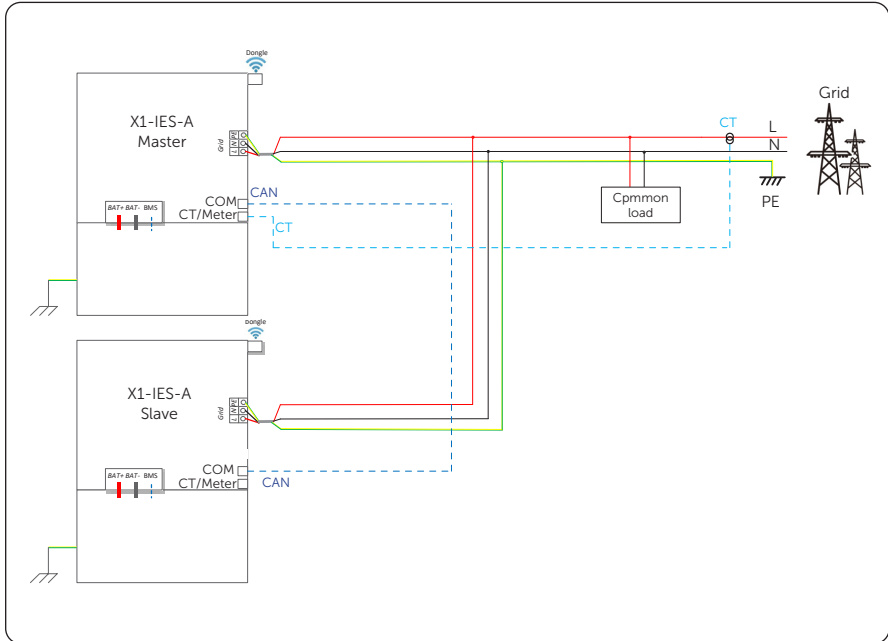 Dongle
X1-IES-A
Master
Grid
PE
N
L
BAT+ BAT- BMS
COM
CT/Meter
CAN
CT
CT
L
N
Grid
PE
Cpmmon
load
Dongle
X1-IES-A
Slave
Grid
PE
N
L
BAT+ BAT- BMS
COM
CT/Meter
CAN